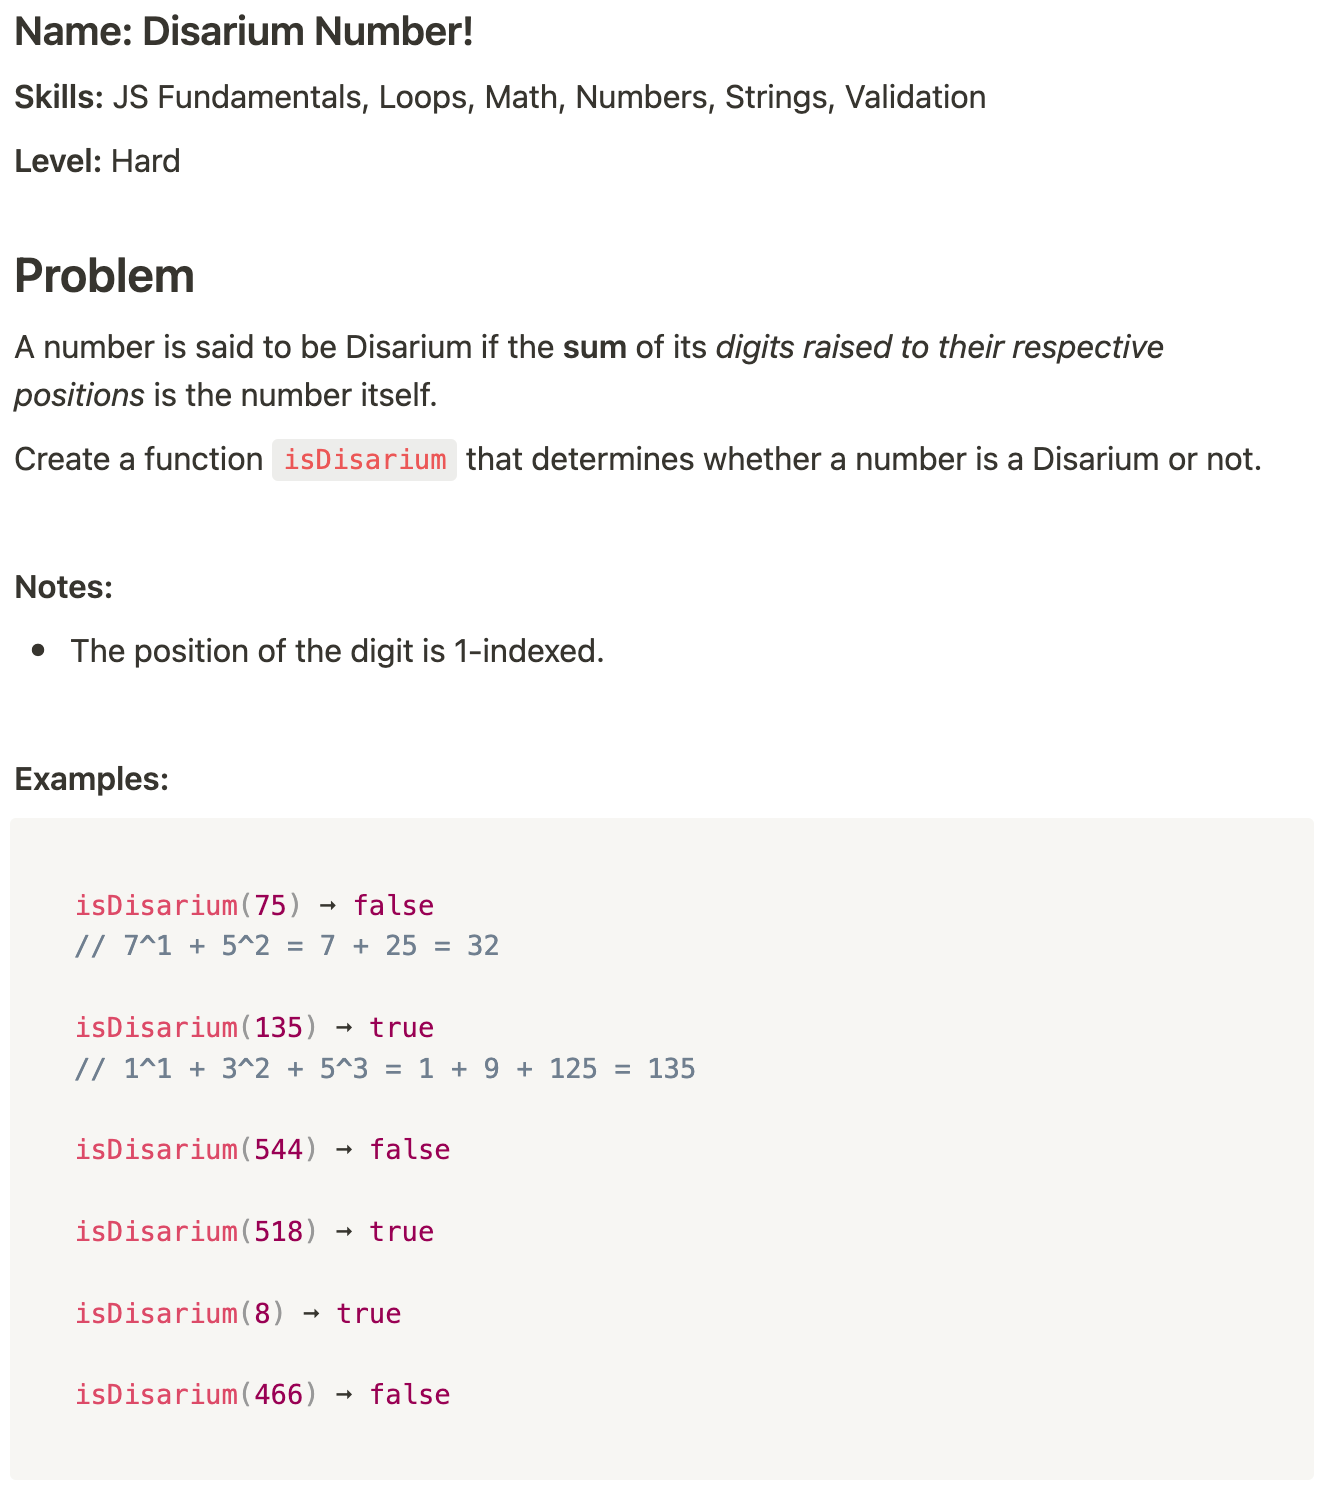 Name: Disarium Number!
Skills: JS Fundamentals, Loops, Math, Numbers, Strings, Validation
Level: Hard
Problem
A number is said to be Disarium if the sum of its digits raised to their respective
positions is the number itself.
Create a function isDisarium that determines whether a number is a Disarium or not.
Notes:
• The position of the digit is 1-indexed.
Examples:
isDisarium(75) ➞ false
// 7^1 + 5^2 = 7 + 25 = 32
isDisarium(135) ➞ true
// 1^1 + 3^2 + 5^3 = 1 + 9 + 125 = 135
isDisarium(544) ➞ false
isDisarium(518) ➞ true
isDisarium(8) ➞ true
isDisarium(466) ➞ false